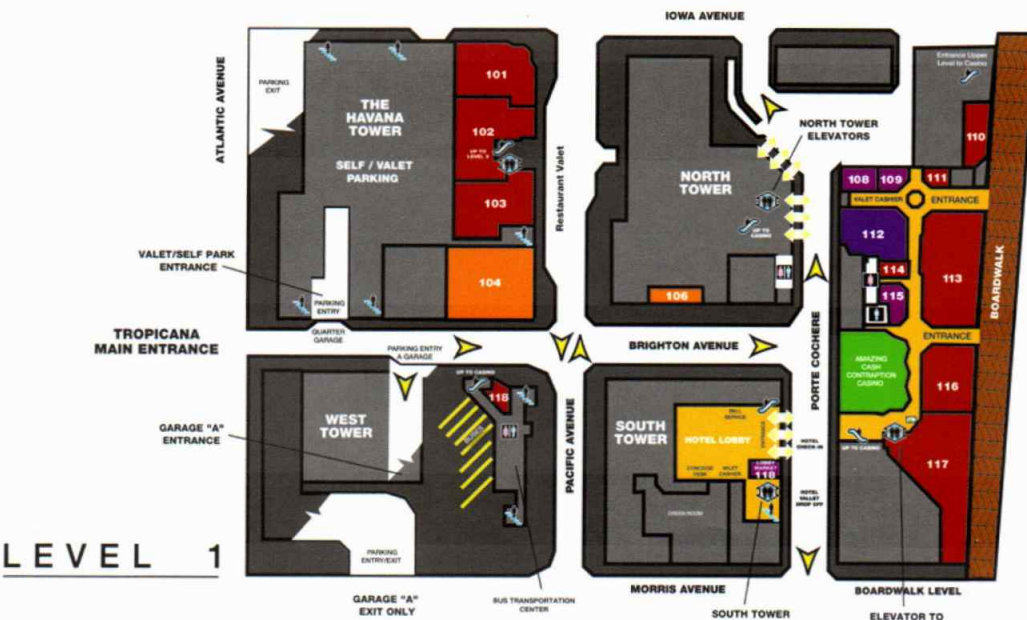 IOWA AVENUE
ATLANTIC AVENUE
PARKING
EXIT
THE
HAVANA
TOWER
SELF / VALET
PARKING
101
102
UP TO
LEVEL 2
103
104
Restaurant Valet
VALET/SELF PARK
ENTRANCE
PARKING
ENTRY
QUARTER
GARAGE
NORTH
TOWER
NORTH TOWER
ELEVATORS
UP TO
CASINO
106
Entrance Upper
Level to Casino
110
108
109
111
VALET CASHIER
ENTRANCE
112
113
114
115
BOARDWALK
PORTE COCHERE
TROPICANA
MAIN ENTRANCE
PARKING ENTRY
A GARAGE
BRIGHTON AVENUE
ENTRANCE
AMAZING
CASH
CONTRAPTION
CASINO
116
UP TO CASINO
117
WEST
TOWER
GARAGE "A"
ENTRANCE
UP TO CASINO
118
BUSES
PACIFIC AVENUE
SOUTH
TOWER
BELL
SERVICE
HOTEL LOBBY
ENTRANCE
HOTEL
CHECK-IN
CONCIERGE
DESK
VALET
CASHIER
LOBBY
MARKET
118
HOTEL
VALLET
DROP OFF
GREEN ROOM
PARKING
ENTRY/EXIT
LEVEL 1
GARAGE "A"
EXIT ONLY
BUS TRANSPORTATION
CENTER
MORRIS AVENUE
SOUTH TOWER
BOARDWALK LEVEL
ELEVATOR TO